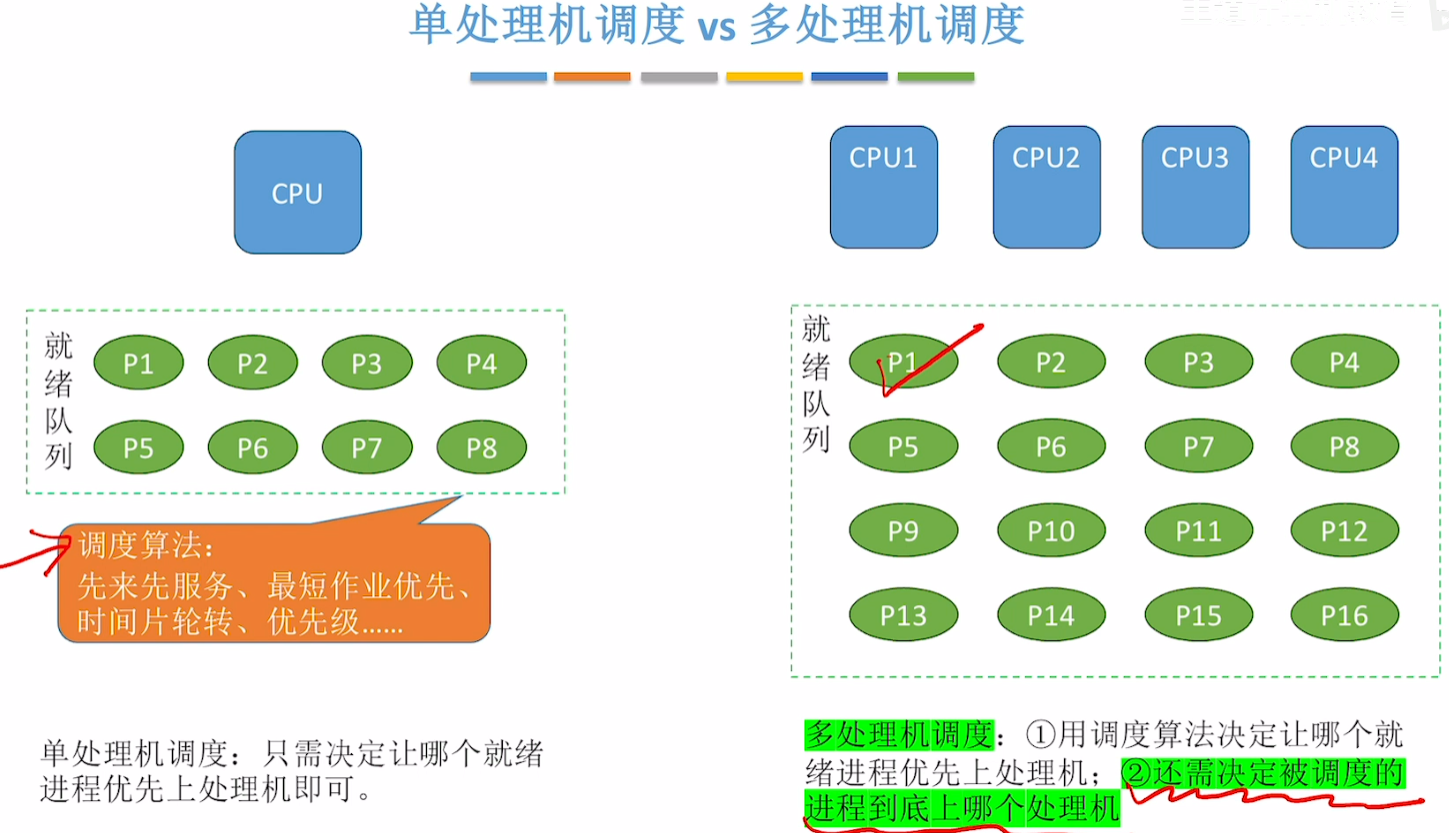 单处理机调度 vs 多处理机调度
CPU
CPU1 CPU2 CPU3 CPU4
就绪队列
P1 P2 P3 P4
P5 P6 P7 P8
调度算法：
先来先服务、最短作业优先、
时间片轮转、优先级……
单处理机调度：只需决定让哪个就绪
进程优先上处理机即可。
就绪队列
P1 P2 P3 P4
P5 P6 P7 P8
P9 P10 P11 P12
P13 P14 P15 P16
多处理机调度：①用调度算法决定让哪个就
绪进程优先上处理机；②还需决定被调度的
进程到底上哪个处理机